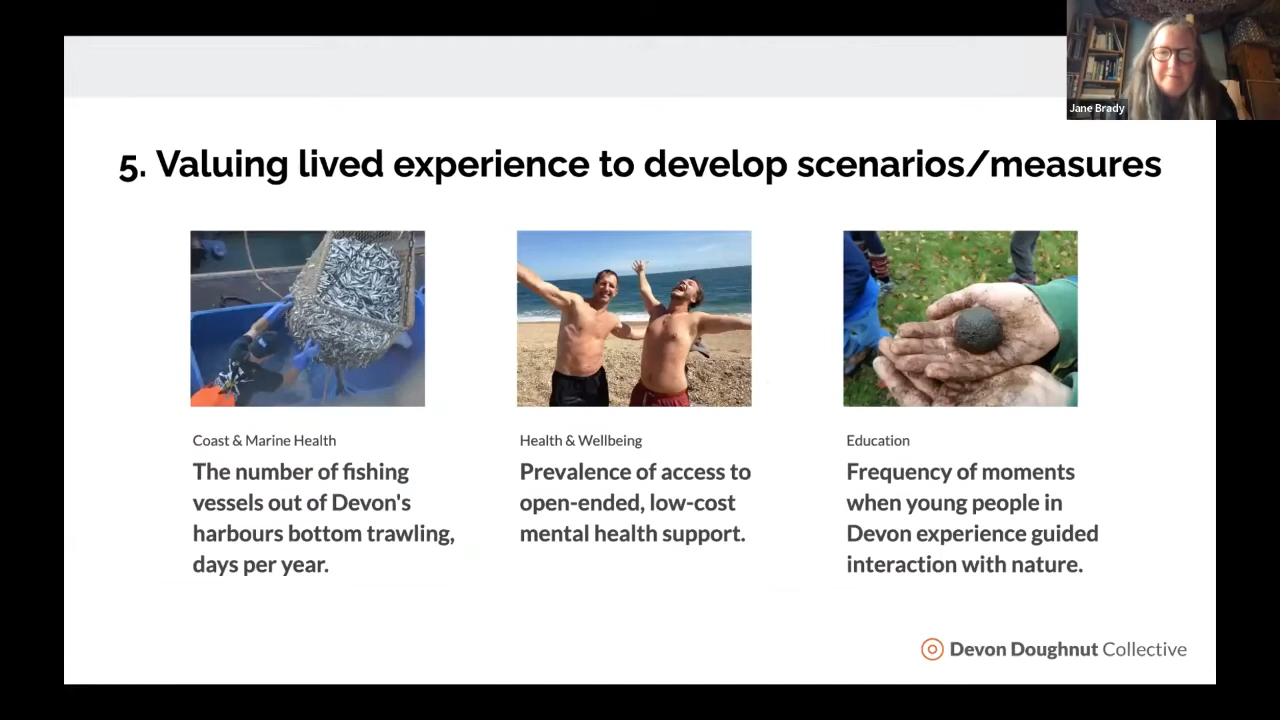 Jane Brady
5. Valuing lived experience to develop scenarios/measures
Coast & Marine Health
The number of fishing
vessels out of Devon's
harbours bottom trawling,
days per year.
Health & Wellbeing
Prevalence of access to
open-ended, low-cost
mental health support.
Education
Frequency of moments
when young people in
Devon experience guided
interaction with nature.
Devon Doughnut Collective